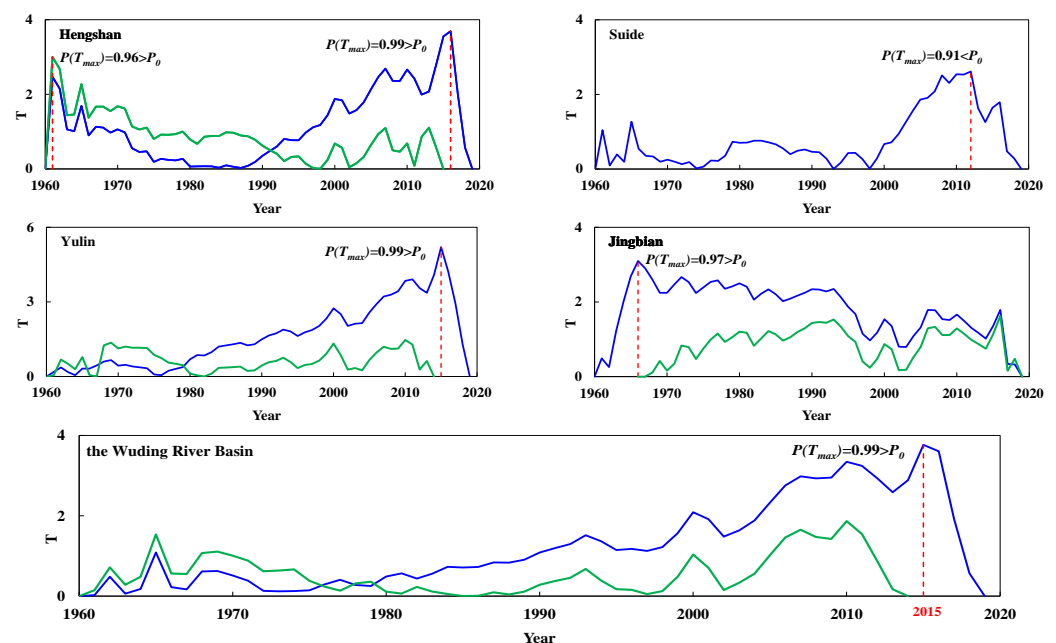 Hengshan
P(Tmax)=0.96>P0
P(Tmax)=0.99>P0
4
2
0
T
1960 1970 1980 1990 2000 2010 2020
Year
Suide
P(Tmax)=0.91<P0
4
2
0
T
1960 1970 1980 1990 2000 2010 2020
Year
Yulin
P(Tmax)=0.99>P0
6
3
0
T
1960 1970 1980 1990 2000 2010 2020
Year
Jingbian
P(Tmax)=0.97>P0
4
2
0
T
1960 1970 1980 1990 2000 2010 2020
Year
the Wuding River Basin
P(Tmax)=0.99>P0
4
2
0
T
1960 1970 1980 1990 2000 2010 2015 2020
Year